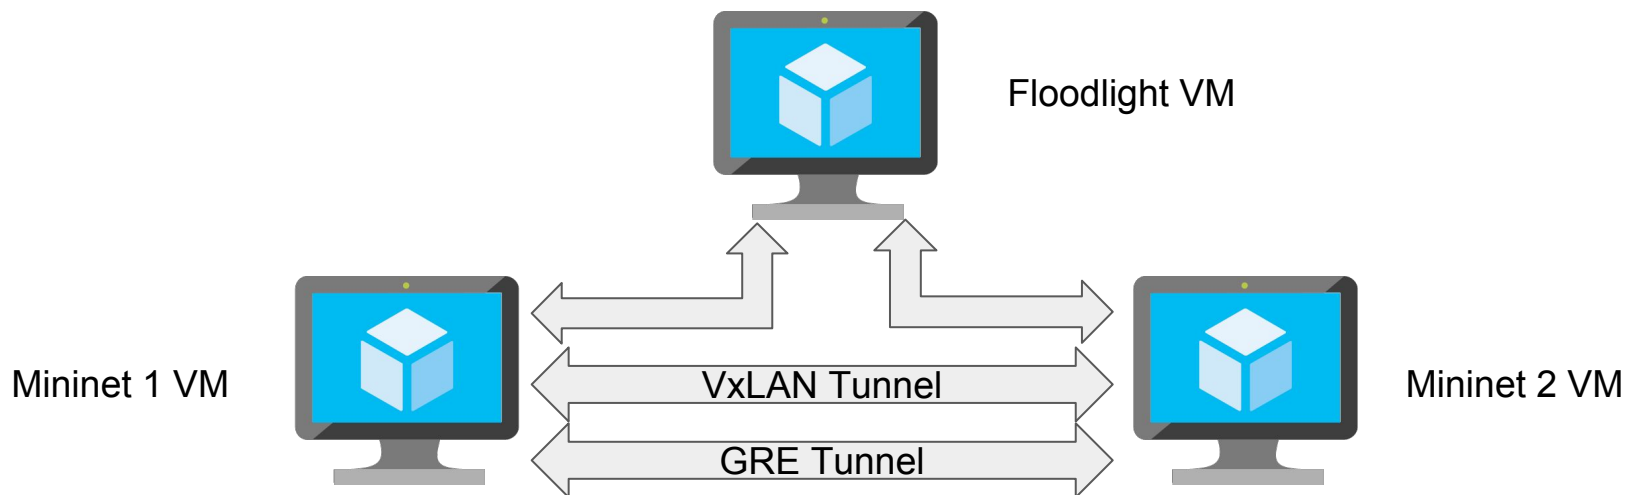 Floodlight VM
Mininet 1 VM
VxLAN Tunnel
Mininet 2 VM
GRE Tunnel